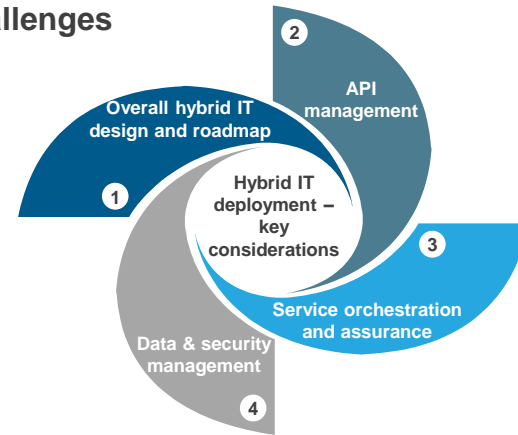 allenges
2
API
management
Overall hybrid IT
design and roadmap
1
Hybrid IT
deployment –
key
considerations
3
Service orchestration
and assurance
Data & security
management
4